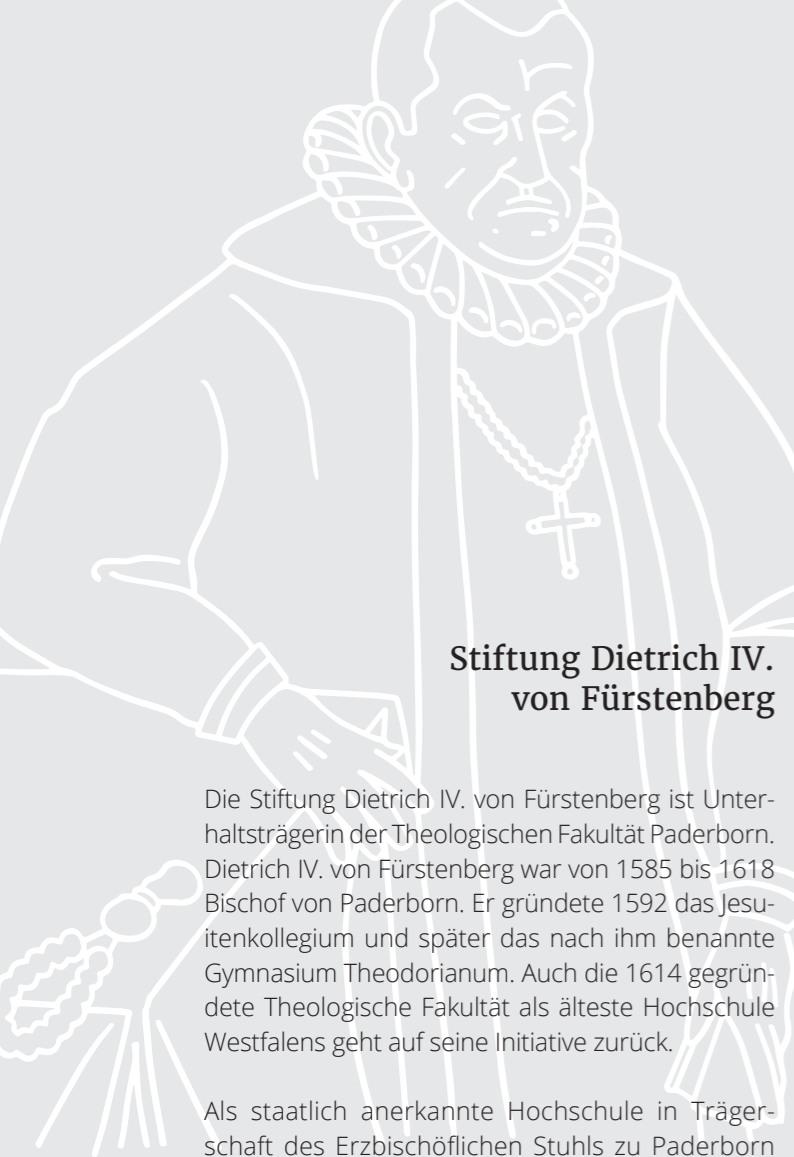 Stiftung Dietrich IV.
von Fürstenberg
Die Stiftung Dietrich IV. von Fürstenberg ist Unter-
haltsträgerin der Theologischen Fakultät Paderborn.
Dietrich IV. von Fürstenberg war von 1585 bis 1618
Bischof von Paderborn. Er gründete 1592 das Jesu-
itenkollegium und später das nach ihm benannte
Gymnasium Theodorianum. Auch die 1614 gegrün-
dete Theologische Fakultät als älteste Hochschule
Westfalens geht auf seine Initiative zurück.
Als staatlich anerkannte Hochschule in Träger-
schaft des Erzbischöflichen Stuhls zu Paderborn